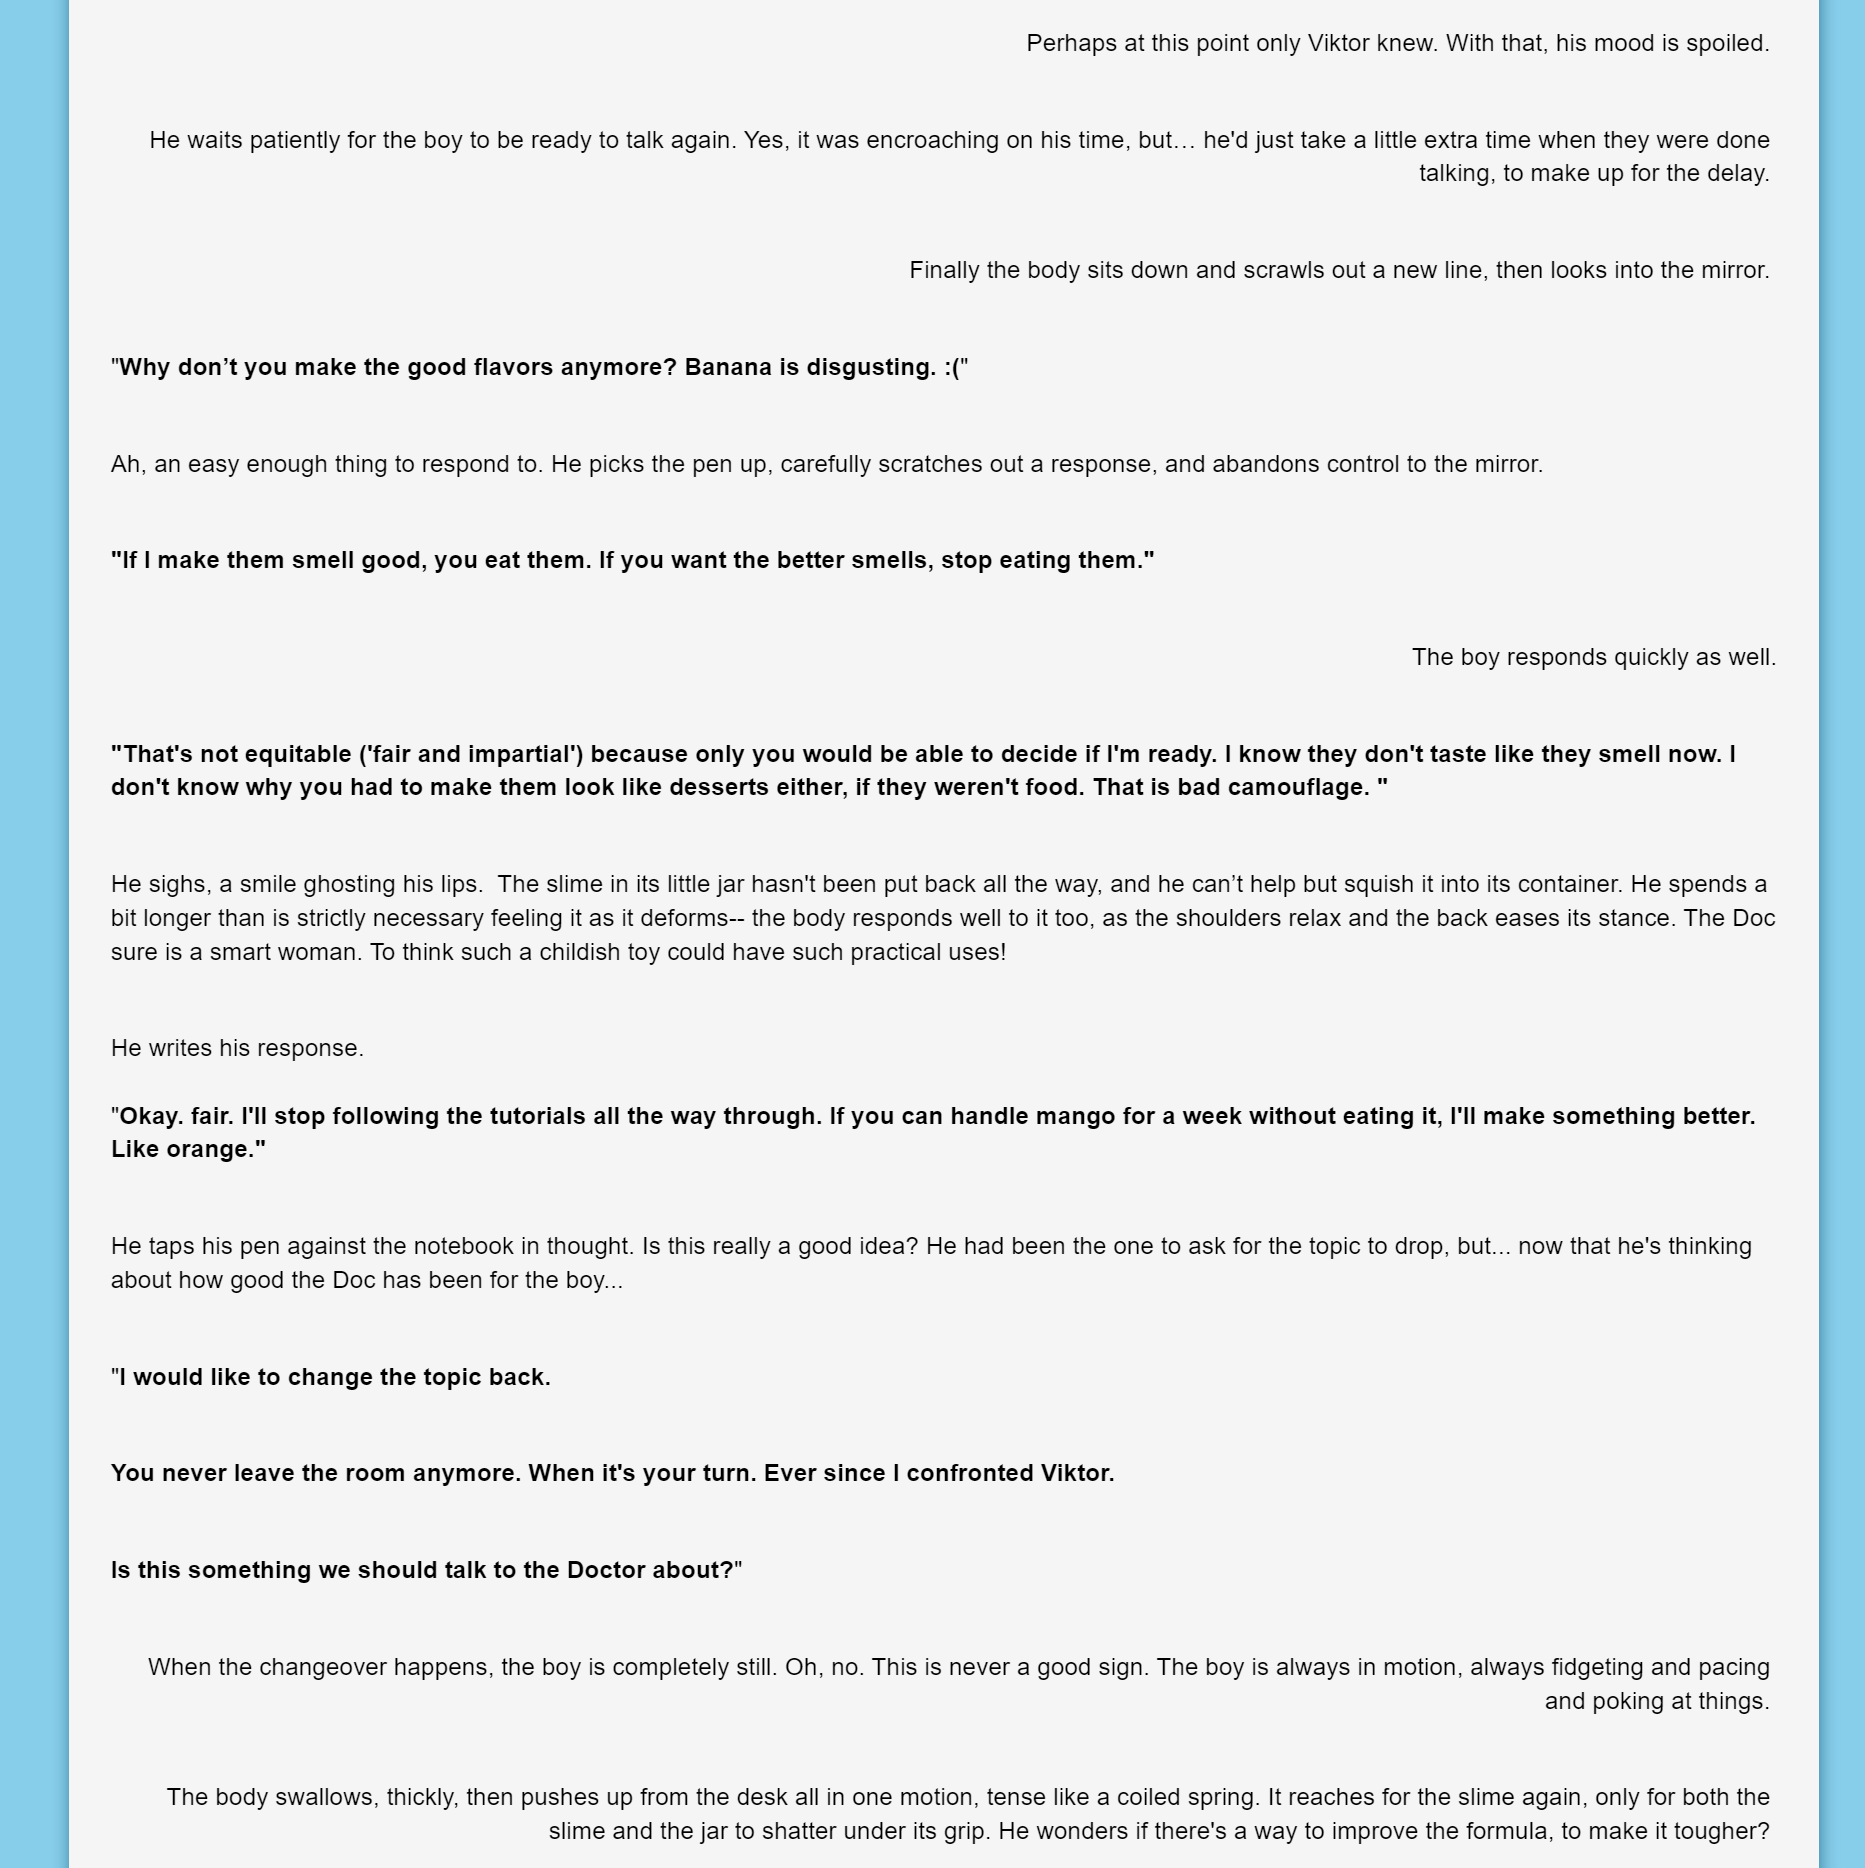 Perhaps at this point only Viktor knew. With that, his mood is spoiled.
He waits patiently for the boy to be ready to talk again. Yes, it was encroaching on his time, but… he'd just take a little extra time when they were done
talking, to make up for the delay.
Finally the body sits down and scrawls out a new line, then looks into the mirror.
"Why don’t you make the good flavors anymore? Banana is disgusting. :("
Ah, an easy enough thing to respond to. He picks the pen up, carefully scratches out a response, and abandons control to the mirror.
"If I make them smell good, you eat them. If you want the better smells, stop eating them."
The boy responds quickly as well.
"That's not equitable ('fair and impartial') because only you would be able to decide if I'm ready. I know they don't taste like they smell now. I
don't know why you had to make them look like desserts either, if they weren't food. That is bad camouflage. "
He sighs, a smile ghosting his lips.  The slime in its little jar hasn't been put back all the way, and he can’t help but squish it into its container. He spends a
bit longer than is strictly necessary feeling it as it deforms-- the body responds well to it too, as the shoulders relax and the back eases its stance. The Doc
sure is a smart woman. To think such a childish toy could have such practical uses!
He writes his response.
"Okay. fair. I'll stop following the tutorials all the way through. If you can handle mango for a week without eating it, I'll make something better.
Like orange."
He taps his pen against the notebook in thought. Is this really a good idea? He had been the one to ask for the topic to drop, but... now that he's thinking
about how good the Doc has been for the boy...
"I would like to change the topic back.
You never leave the room anymore. When it's your turn. Ever since I confronted Viktor.
Is this something we should talk to the Doctor about?"
When the changeover happens, the boy is completely still. Oh, no. This is never a good sign. The boy is always in motion, always fidgeting and pacing
and poking at things.
The body swallows, thickly, then pushes up from the desk all in one motion, tense like a coiled spring. It reaches for the slime again, only for both the
slime and the jar to shatter under its grip. He wonders if there's a way to improve the formula, to make it tougher?